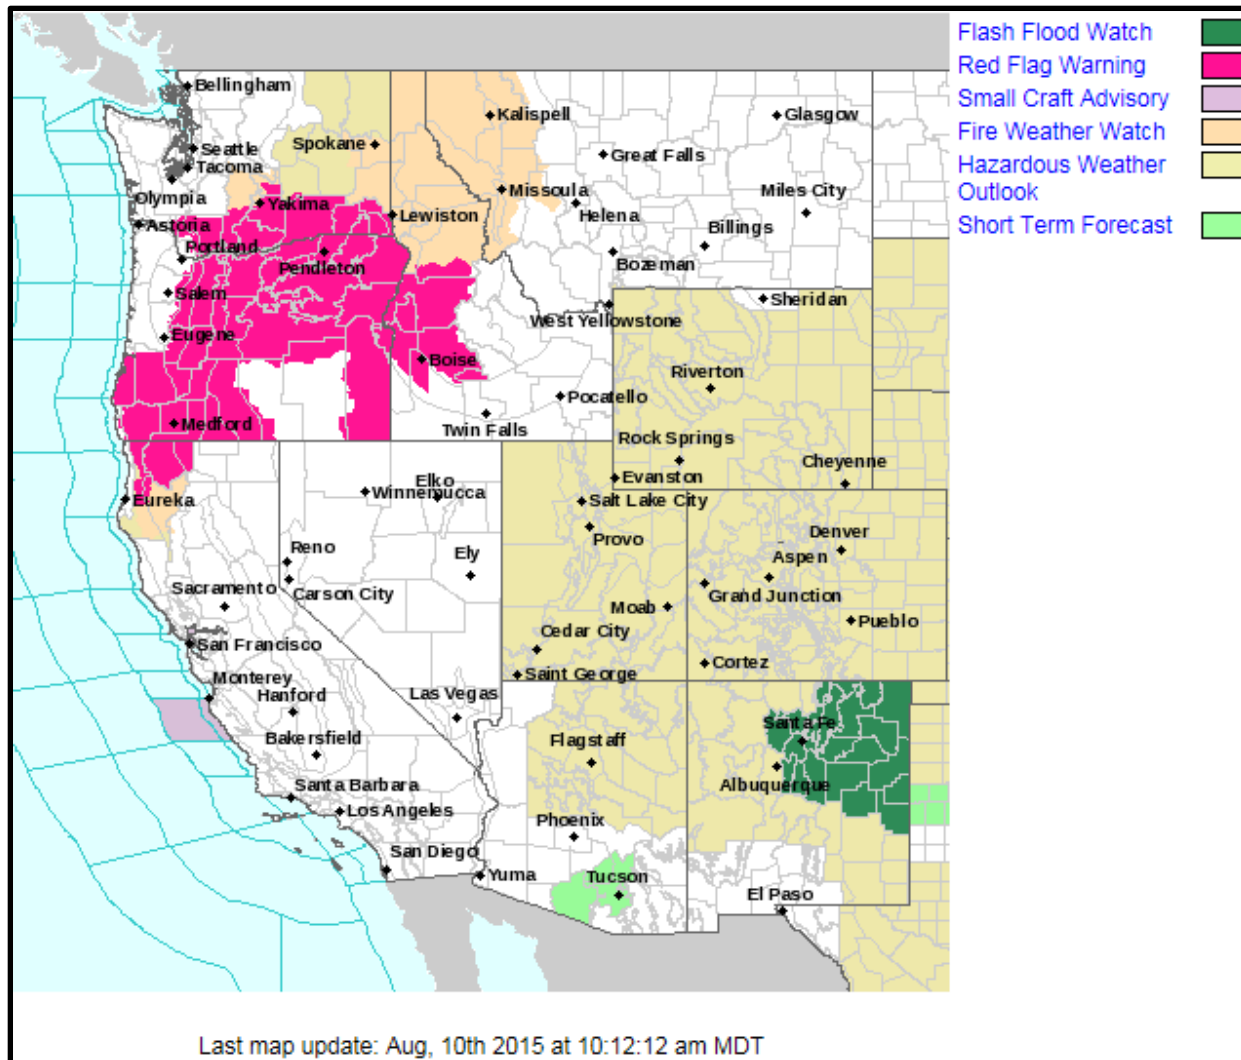 Flash Flood Watch
Red Flag Warning
Small Craft Advisory
Fire Weather Watch
Hazardous Weather
Outlook
Short Term Forecast
Bellingham
Kalispell
Glasgow
Seattle
Spokane
Great Falls
Tacoma
Olympia
Yakima
Lewiston
Missoula
Helena
Miles City
Astoria
Portland
Pendleton
Bozeman
Billings
Salem
Sheridan
West Yellowstone
Eugene
Boise
Riverton
Pocatello
Medford
Twin Falls
Rock Springs
Cheyenne
Evanston
Elko
Winnemucca
Eureka
Salt Lake City
Provo
Denver
Reno
Ely
Aspen
Carson City
Sacramento
Grand Junction
Moab
Pueblo
Cedar City
San Francisco
Cortez
Saint George
Monterey
Hanford
Las Vegas
Santa Fe
Bakersfield
Flagstaff
Albuquerque
Santa Barbara
Los Angeles
Phoenix
San Diego
Yuma
Tucson
El Paso
Last map update: Aug, 10th 2015 at 10:12:12 am MDT